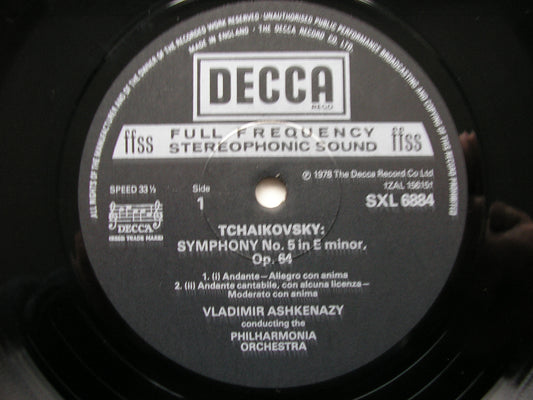 ALL RIGHTS OF THE MANUFACTURER AND OF THE OWNER OF THE RECORDED WORK RESERVED · UNAUTHORISED PUBLIC PERFORMANCE BROADCASTING AND COPYING OF THIS RECORD PROHIBITED
MADE IN ENGLAND · THE DECCA RECORD CO. LTD.
DECCA
REGD
ffss
FULL FREQUENCY
STEREOPHONIC SOUND
ffss
SPEED 33⅓
Side
1
℗ 1978 The Decca Record Co Ltd
SXL 6884
DECCA
REGD TRADE MARKS
TCHAIKOVSKY:
SYMPHONY No. 5 in E minor,
Op. 64
1. (i) Andante—Allegro con anima
2. (ii) Andante cantabile, con alcuna licenza—
Moderato con anima
VLADIMIR ASHKENAZY
conducting the
PHILHARMONIA
ORCHESTRA